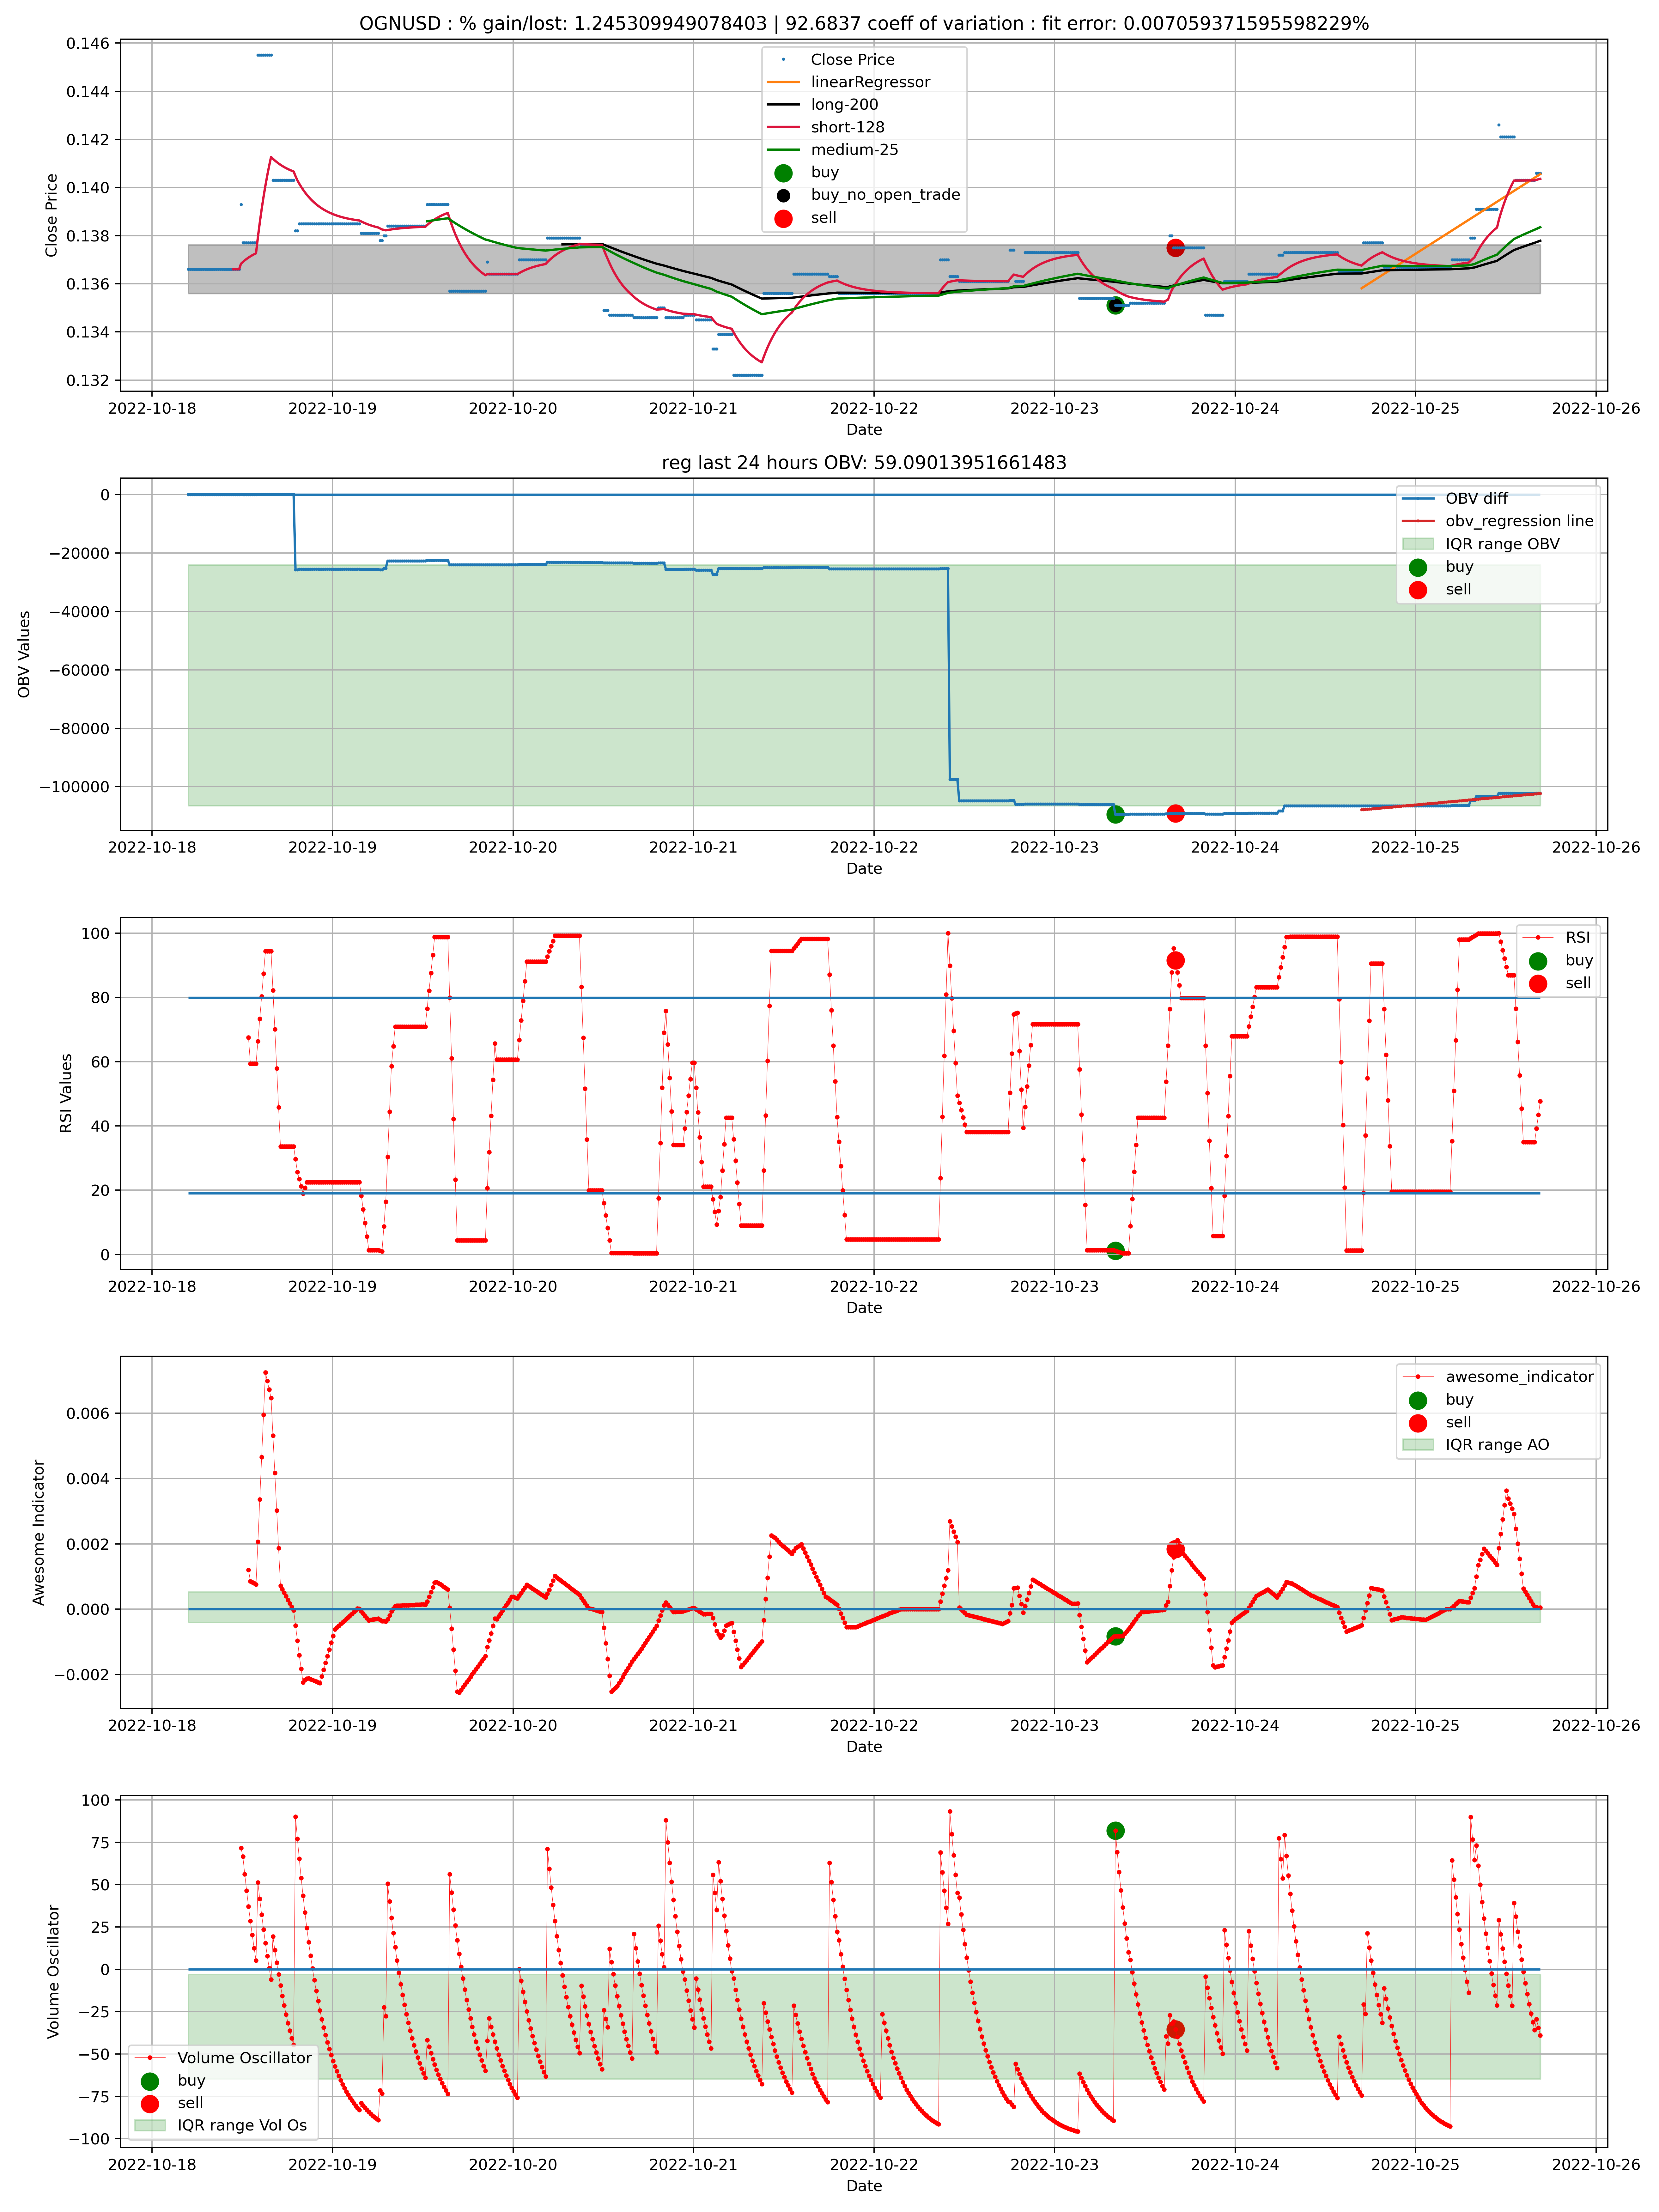 OGNUSD : % gain/lost: 1.245309949078403 | 92.6837 coeff of variation : fit error: 0.007059371595598229%
0.146
0.144
0.142
0.140
0.138
0.136
0.134
0.132
Close Price
Close Price
linearRegressor
long-200
short-128
medium-25
buy
buy_no_open_trade
sell
2022-10-18 2022-10-19 2022-10-20 2022-10-21 2022-10-22 2022-10-23 2022-10-24 2022-10-25 2022-10-26
Date
reg last 24 hours OBV: 59.09013951661483
0
−20000
−40000
−60000
−80000
−100000
OBV Values
OBV diff
obv_regression line
IQR range OBV
buy
sell
2022-10-18 2022-10-19 2022-10-20 2022-10-21 2022-10-22 2022-10-23 2022-10-24 2022-10-25 2022-10-26
Date
100
80
60
40
20
0
RSI Values
RSI
buy
sell
2022-10-18 2022-10-19 2022-10-20 2022-10-21 2022-10-22 2022-10-23 2022-10-24 2022-10-25 2022-10-26
Date
0.006
0.004
0.002
0.000
−0.002
Awesome Indicator
awesome_indicator
buy
sell
IQR range AO
2022-10-18 2022-10-19 2022-10-20 2022-10-21 2022-10-22 2022-10-23 2022-10-24 2022-10-25 2022-10-26
Date
100
75
50
25
0
−25
−50
−75
−100
Volume Oscillator
Volume Oscillator
buy
sell
IQR range Vol Os
2022-10-18 2022-10-19 2022-10-20 2022-10-21 2022-10-22 2022-10-23 2022-10-24 2022-10-25 2022-10-26
Date